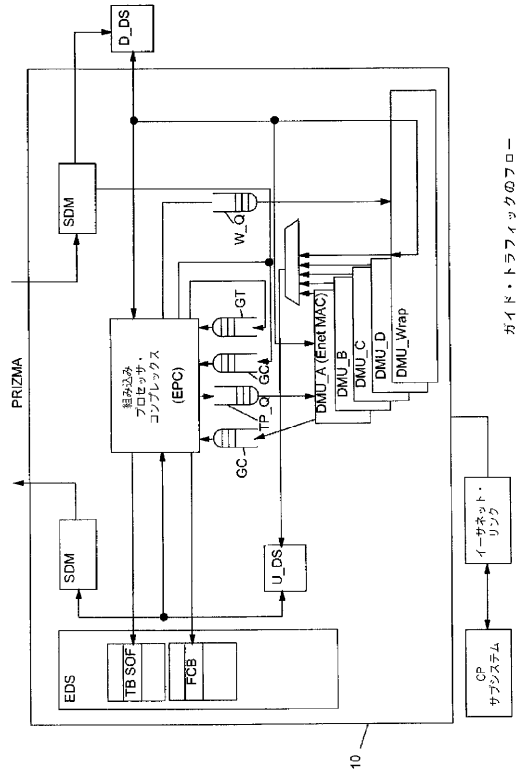 PRIZMA
SDM
SDM
D_DS
EDS
TB SOF
FCB
組み込み
プロセッサ・
コンプレックス
(EPC)
W_Q
GT
GC
TP_Q
GC
U_DS
DMU_A (Enet MAC)
DMU_B
DMU_C
DMU_D
DMU_Wrap
10
CP
サブシステム
イーサネット・
リンク
ガイド・トラフィックのフロー